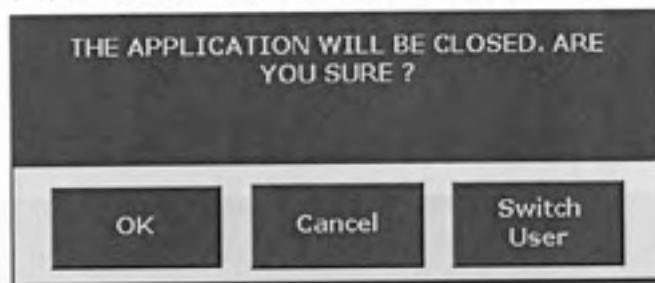 THE APPLICATION WILL BE CLOSED. ARE
YOU SURE ?
OK
Cancel
Switch
User